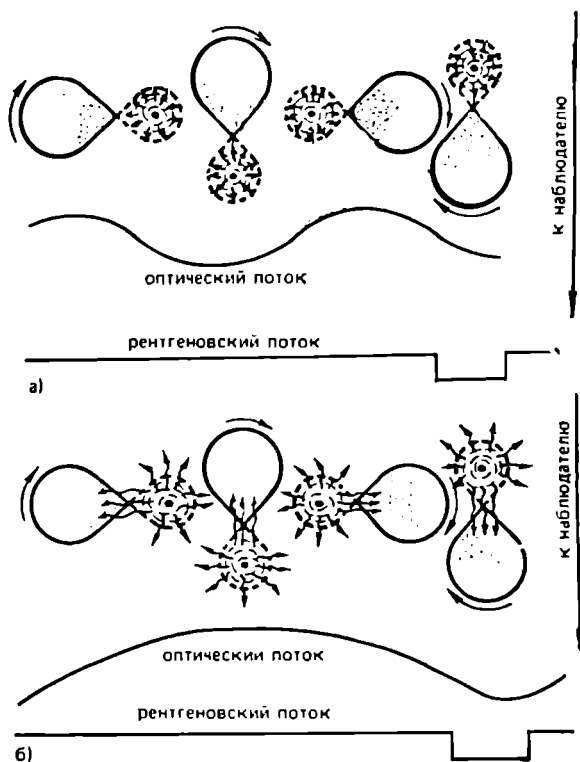 к наблюдателю
оптический поток
рентгеновский поток
а)
к наблюдателю
оптический поток
рентгеновский поток
б)